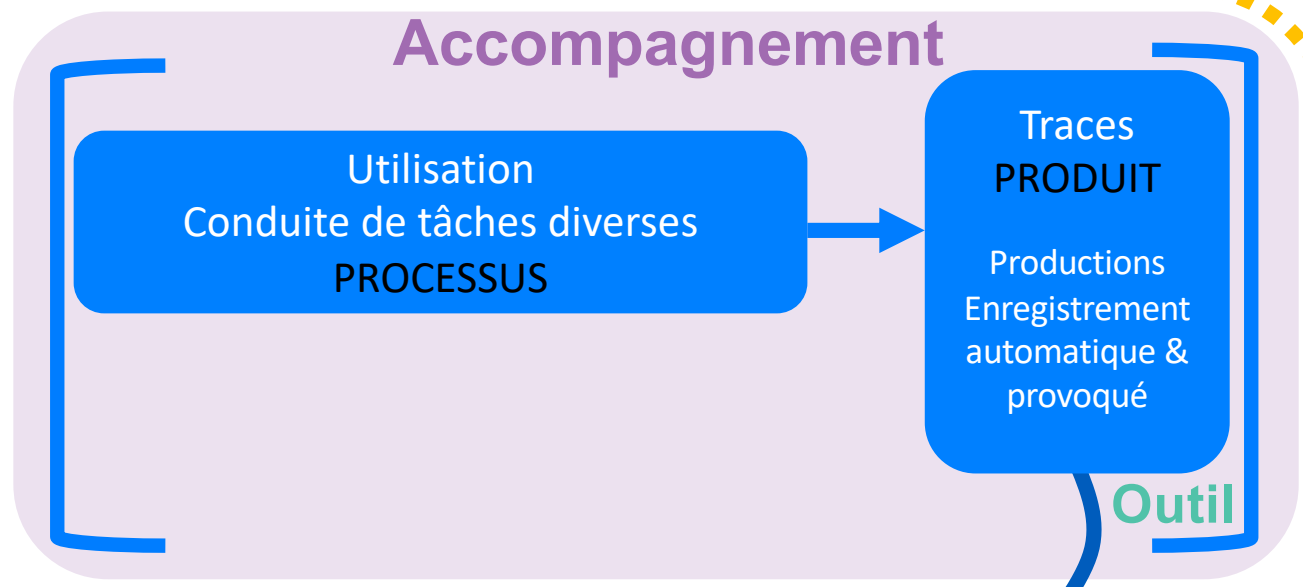 Accompagnement
Utilisation
Conduite de tâches diverses
PROCESSUS
Traces
PRODUIT
Productions
Enregistrement
automatique &
provoqué
Outil